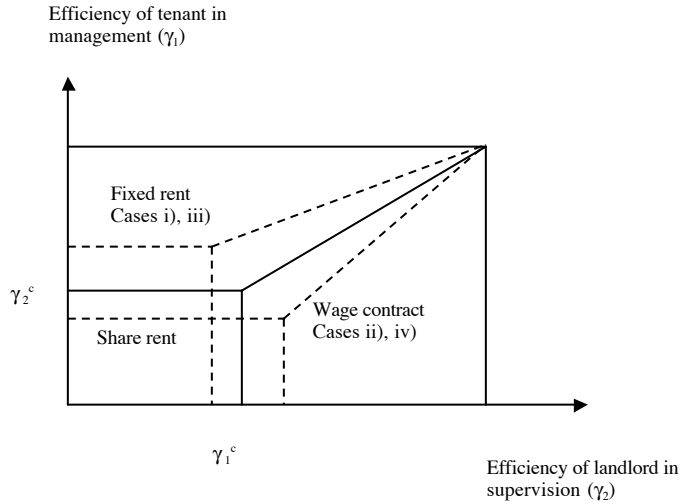 Efficiency of tenant in
management (γ₁)
Fixed rent
Cases i), iii)
γ₂ᶜ
Wage contract
Cases ii), iv)
Share rent
γ₁ᶜ
Efficiency of landlord in
supervision (γ₂)